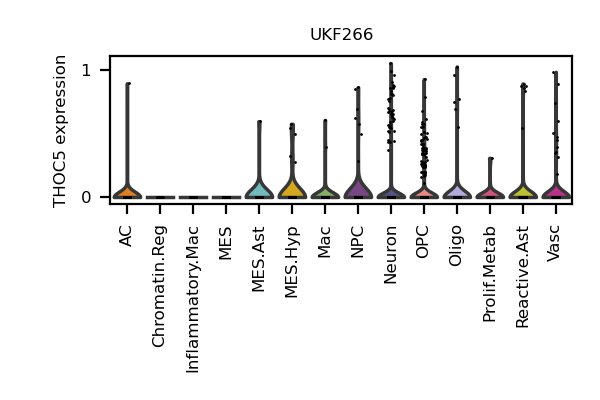 UKF266
THOC5 expression
1
0
AC
Chromatin.Reg
Inflammatory.Mac
MES
MES.Ast
MES.Hyp
Mac
NPC
Neuron
OPC
Oligo
Prolif.Metab
Reactive.Ast
Vasc